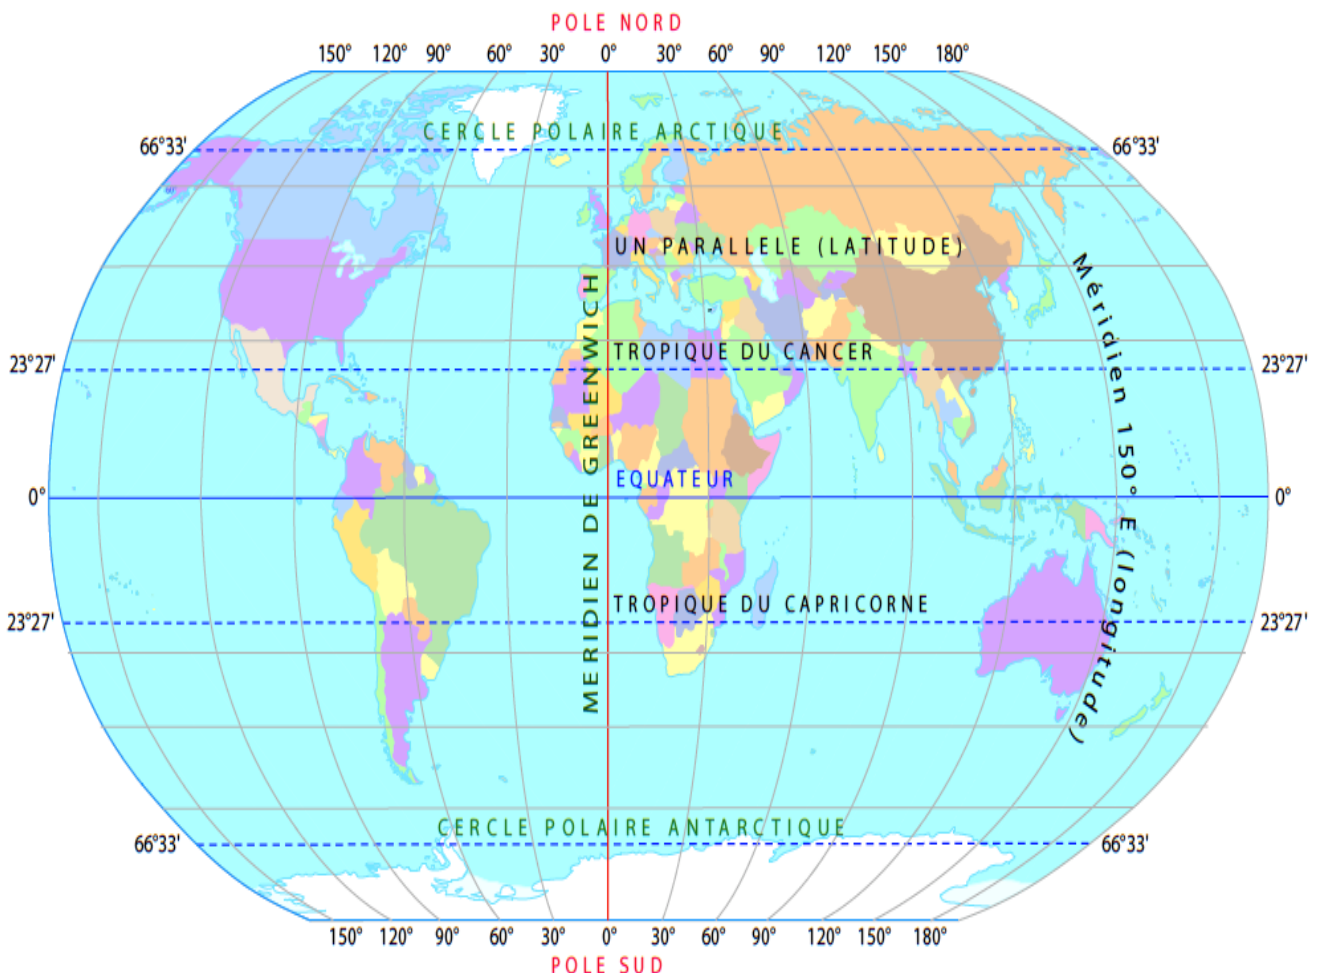 POLE NORD
150° 120° 90° 60° 30° 0° 30° 60° 90° 120° 150° 180°
CERCLE POLAIRE ARCTIQUE
66°33' 66°33'
UN PARALLELE (LATITUDE)
Méridien 150° E (longitude)
MERIDIEN DE GREENWICH
TROPIQUE DU CANCER
23°27' 23°27'
EQUATEUR
0° 0°
TROPIQUE DU CAPRICORNE
23°27' 23°27'
CERCLE POLAIRE ANTARCTIQUE
66°33' 66°33'
150° 120° 90° 60° 30° 0° 30° 60° 90° 120° 150° 180°
POLE SUD